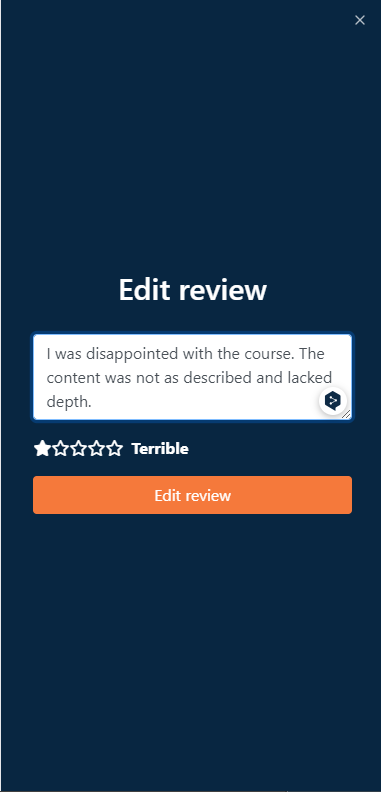 Edit review
I was disappointed with the course. The
content was not as described and lacked
depth.
Terrible
Edit review